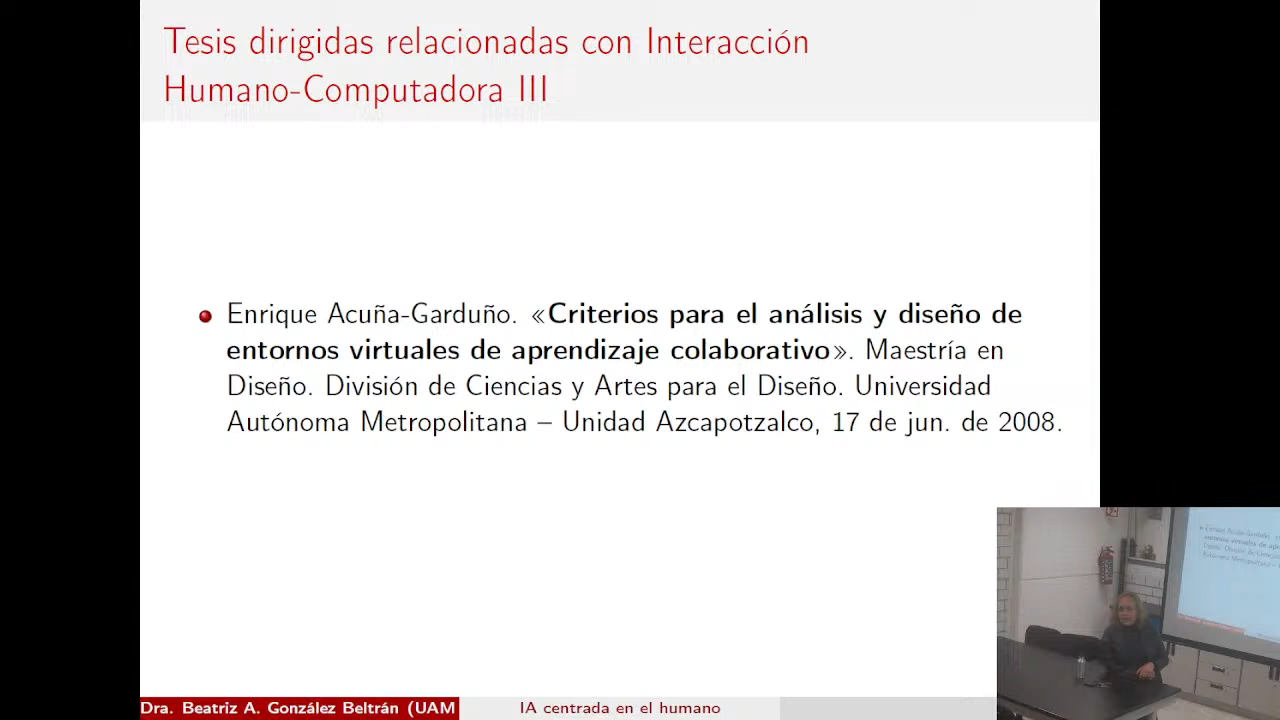 Tesis dirigidas relacionadas con Interacción
Humano-Computadora III
Enrique Acuña-Garduño. «Criterios para el análisis y diseño de
entornos virtuales de aprendizaje colaborativo». Maestría en
Diseño. División de Ciencias y Artes para el Diseño. Universidad
Autónoma Metropolitana – Unidad Azcapotzalco, 17 de jun. de 2008.
Dra. Beatriz A. González Beltrán (UAM
IA centrada en el humano